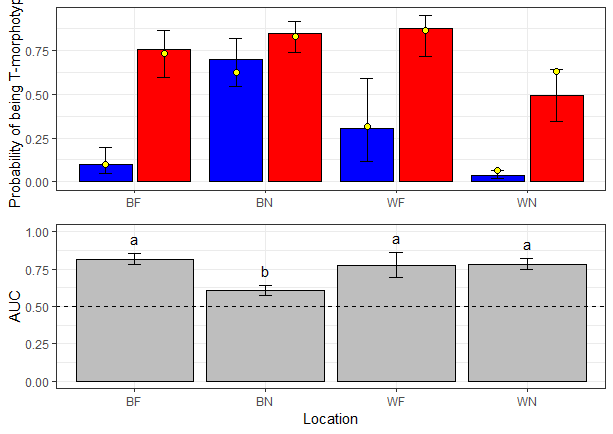 Probability of being T-morphotyp
0.75
0.50
0.25
0.00
BF BN WF WN
AUC
1.00
0.75
0.50
0.25
0.00
a b a a
BF BN WF WN
Location